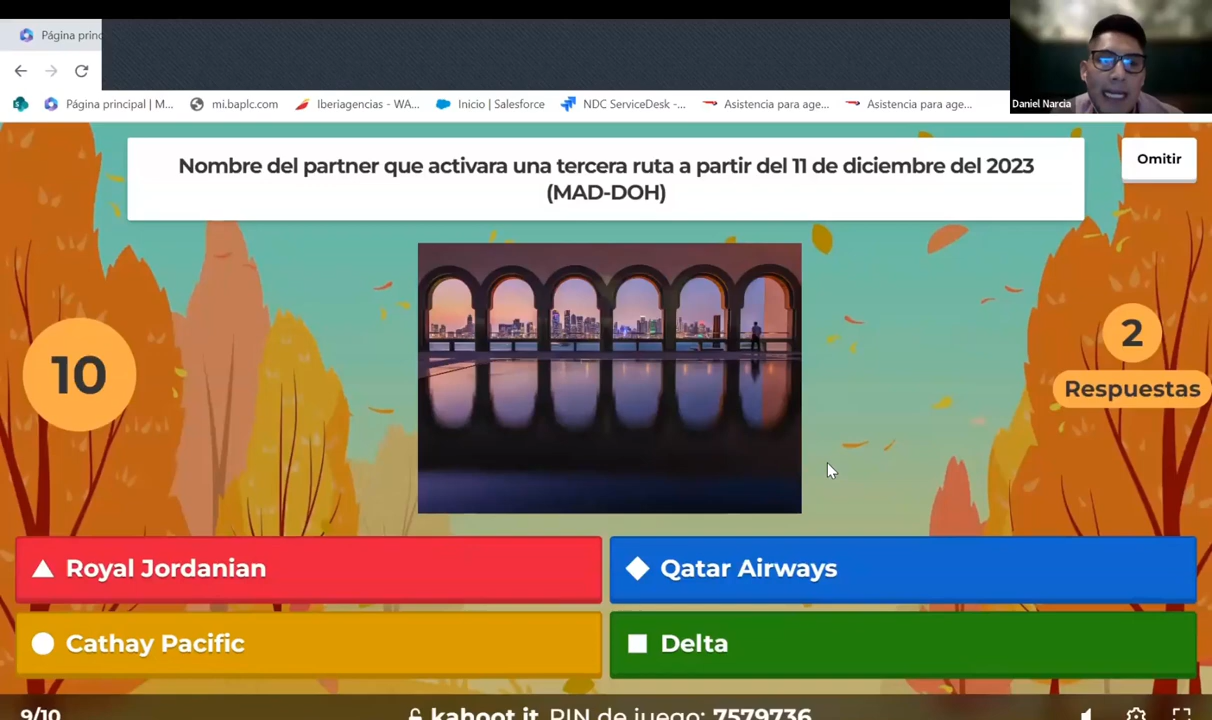 Página princ
Página principal | M...
mi.baplc.com
Iberiagencias - WA...
Inicio | Salesforce
NDC ServiceDesk -...
Asistencia para age...
Asistencia para age...
Daniel Narcia
Nombre del partner que activara una tercera ruta a partir del 11 de diciembre del 2023
(MAD-DOH)
Omitir
10
2
Respuestas
Royal Jordanian
Qatar Airways
Cathay Pacific
Delta
9/10
kahoot.it PIN de juego: 7579736